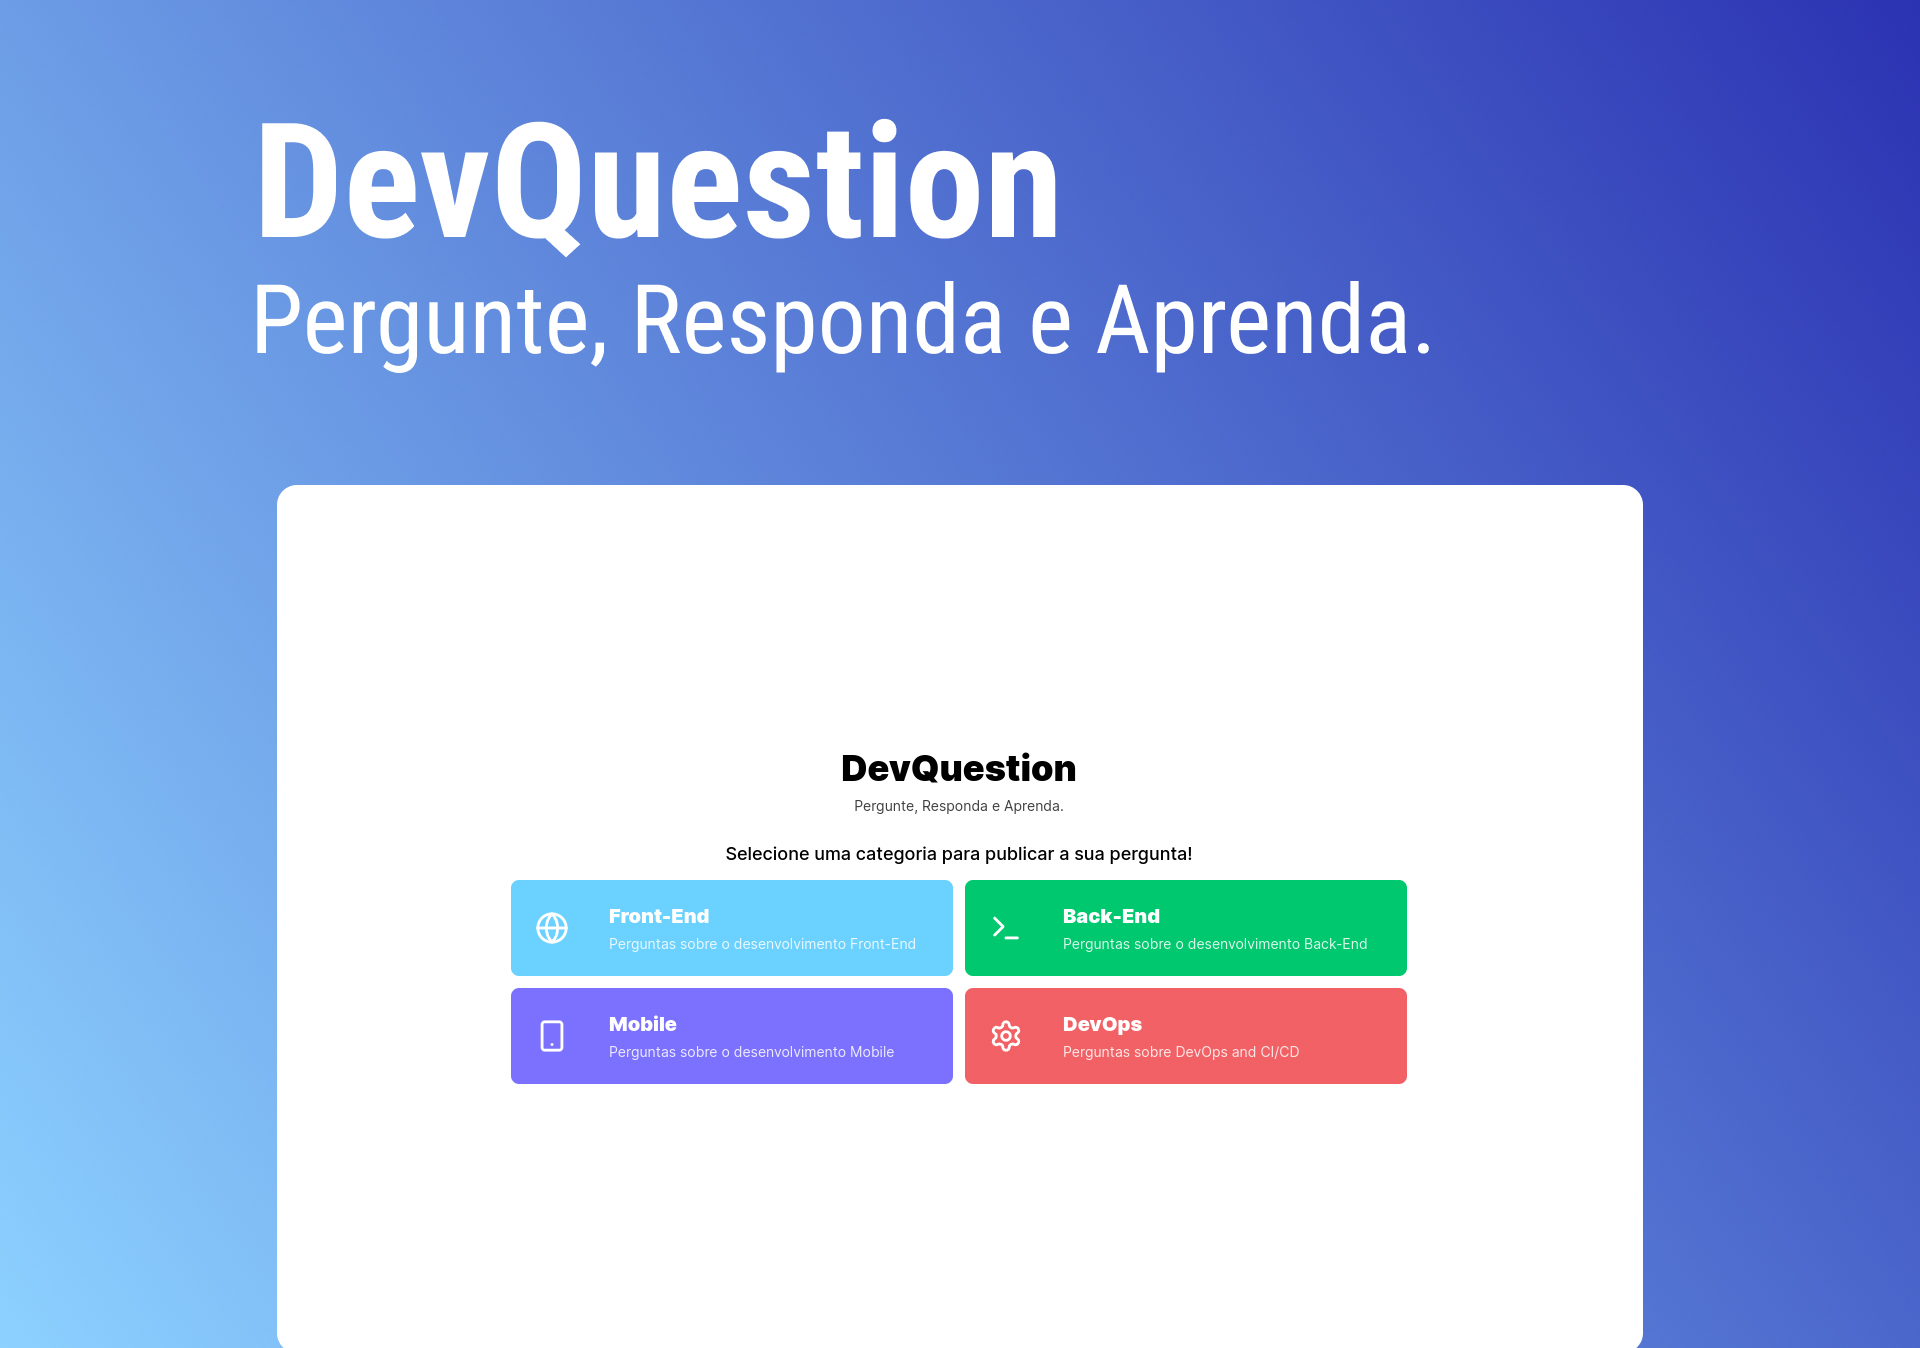 DevQuestion
Pergunte, Responda e Aprenda.
DevQuestion
Pergunte, Responda e Aprenda.
Selecione uma categoria para publicar a sua pergunta!
Front-End
Perguntas sobre o desenvolvimento Front-End
Back-End
Perguntas sobre o desenvolvimento Back-End
Mobile
Perguntas sobre o desenvolvimento Mobile
DevOps
Perguntas sobre DevOps and CI/CD